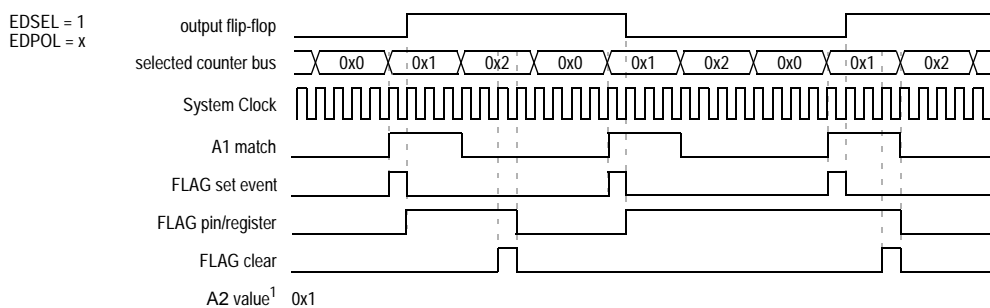 EDSEL = 1
EDPOL = x
output flip-flop
selected counter bus 0x0 0x1 0x2 0x0 0x1 0x2 0x0 0x1 0x2
System Clock
A1 match
FLAG set event
FLAG pin/register
FLAG clear
A2 value1 0x1